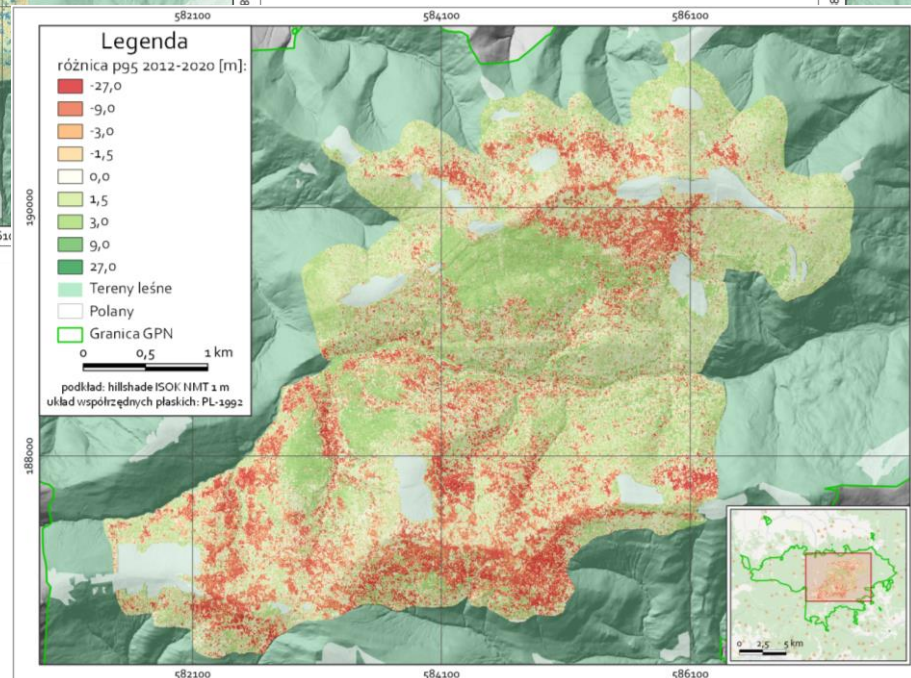 582100
584100
586100
Legenda
różnica p95 2012-2020 [m]:
-27,0
-9,0
-3,0
-1,5
0,0
1,5
3,0
9,0
27,0
Tereny leśne
Polany
Granica GPN
0 0,5 1 km
podkład: hillshade ISOK NMT 1 m
układ współrzędnych płaskich: PL-1992
190000
188000
0 2,5 5 km
582100
584100
586100